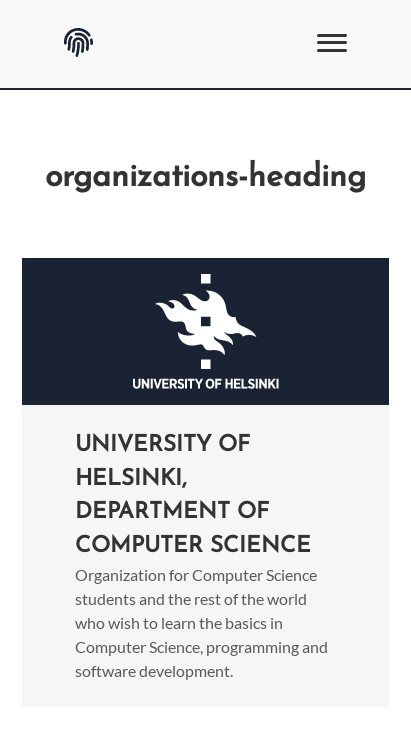 organizations-heading
UNIVERSITY OF HELSINKI
UNIVERSITY OF
HELSINKI,
DEPARTMENT OF
COMPUTER SCIENCE
Organization for Computer Science
students and the rest of the world
who wish to learn the basics in
Computer Science, programming and
software development.